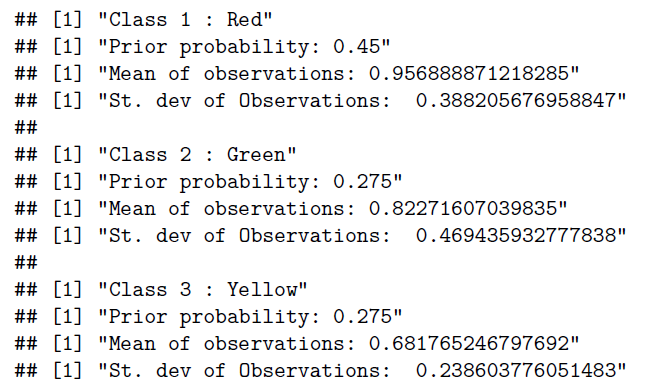 ## [1] "Class 1 : Red"
## [1] "Prior probability: 0.45"
## [1] "Mean of observations: 0.956888871218285"
## [1] "St. dev of Observations:  0.388205676958847"
##
## [1] "Class 2 : Green"
## [1] "Prior probability: 0.275"
## [1] "Mean of observations: 0.82271607039835"
## [1] "St. dev of Observations:  0.469435932777838"
##
## [1] "Class 3 : Yellow"
## [1] "Prior probability: 0.275"
## [1] "Mean of observations: 0.681765246797692"
## [1] "St. dev of Observations:  0.238603776051483"